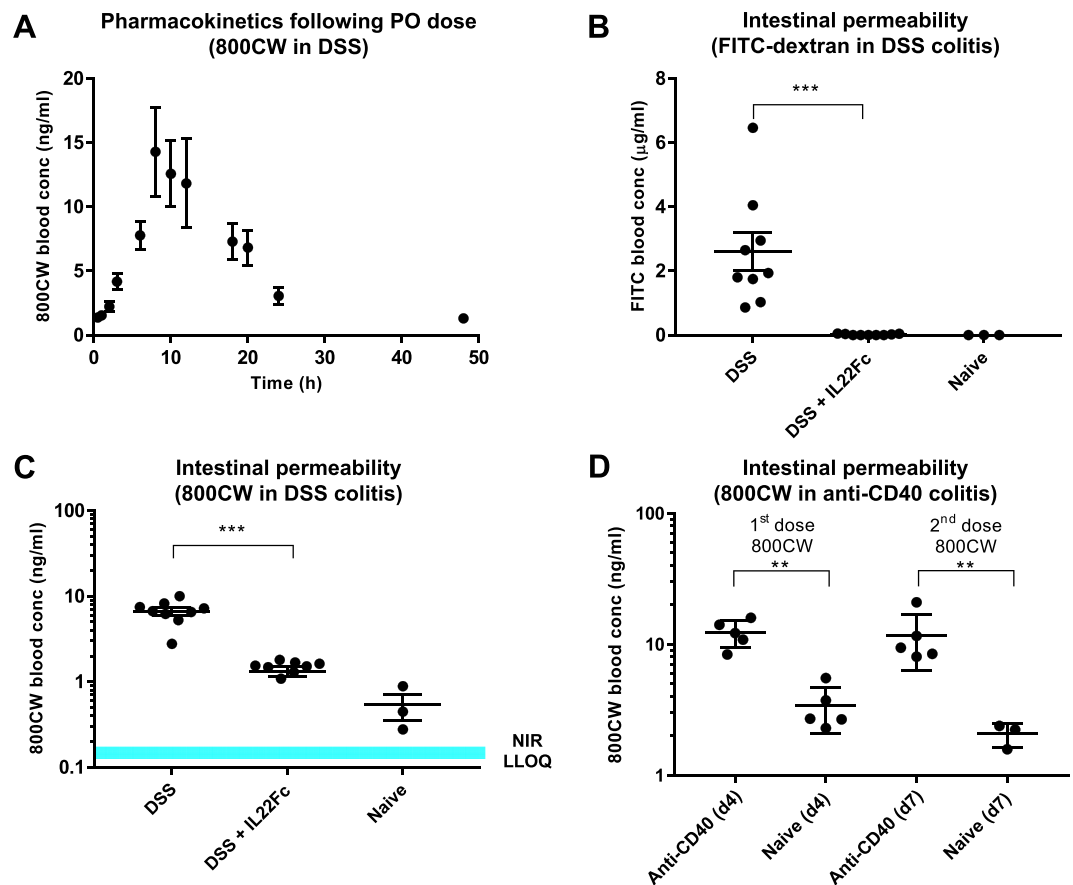 A
Pharmacokinetics following PO dose
(800CW in DSS)
800CW blood conc (ng/ml)
20
15
10
5
0
0 10 20 30 40 50
Time (h)
B
Intestinal permeability
(FITC-dextran in DSS colitis)
FITC blood conc (μg/ml)
8
6
4
2
0
***
DSS
DSS + IL22Fc
Naive
C
Intestinal permeability
(800CW in DSS colitis)
800CW blood conc (ng/ml)
100
10
1
0.1
***
NIR
LLOQ
DSS
DSS + IL22Fc
Naive
D
Intestinal permeability
(800CW in anti-CD40 colitis)
800CW blood conc (ng/ml)
100
10
1
1st dose
800CW
**
2nd dose
800CW
**
Anti-CD40 (d4)
Naive (d4)
Anti-CD40 (d7)
Naive (d7)